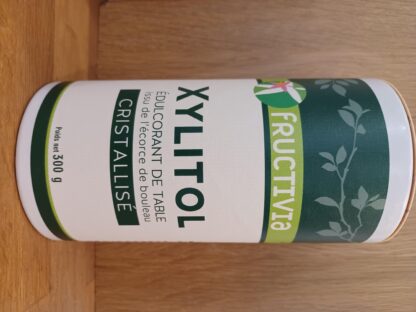 FRUCTIVIa
XYLITOL
ÉDULCORANT DE TABLE
issu de l'écorce de bouleau
CRISTALLISÉ
Poids net 300 g